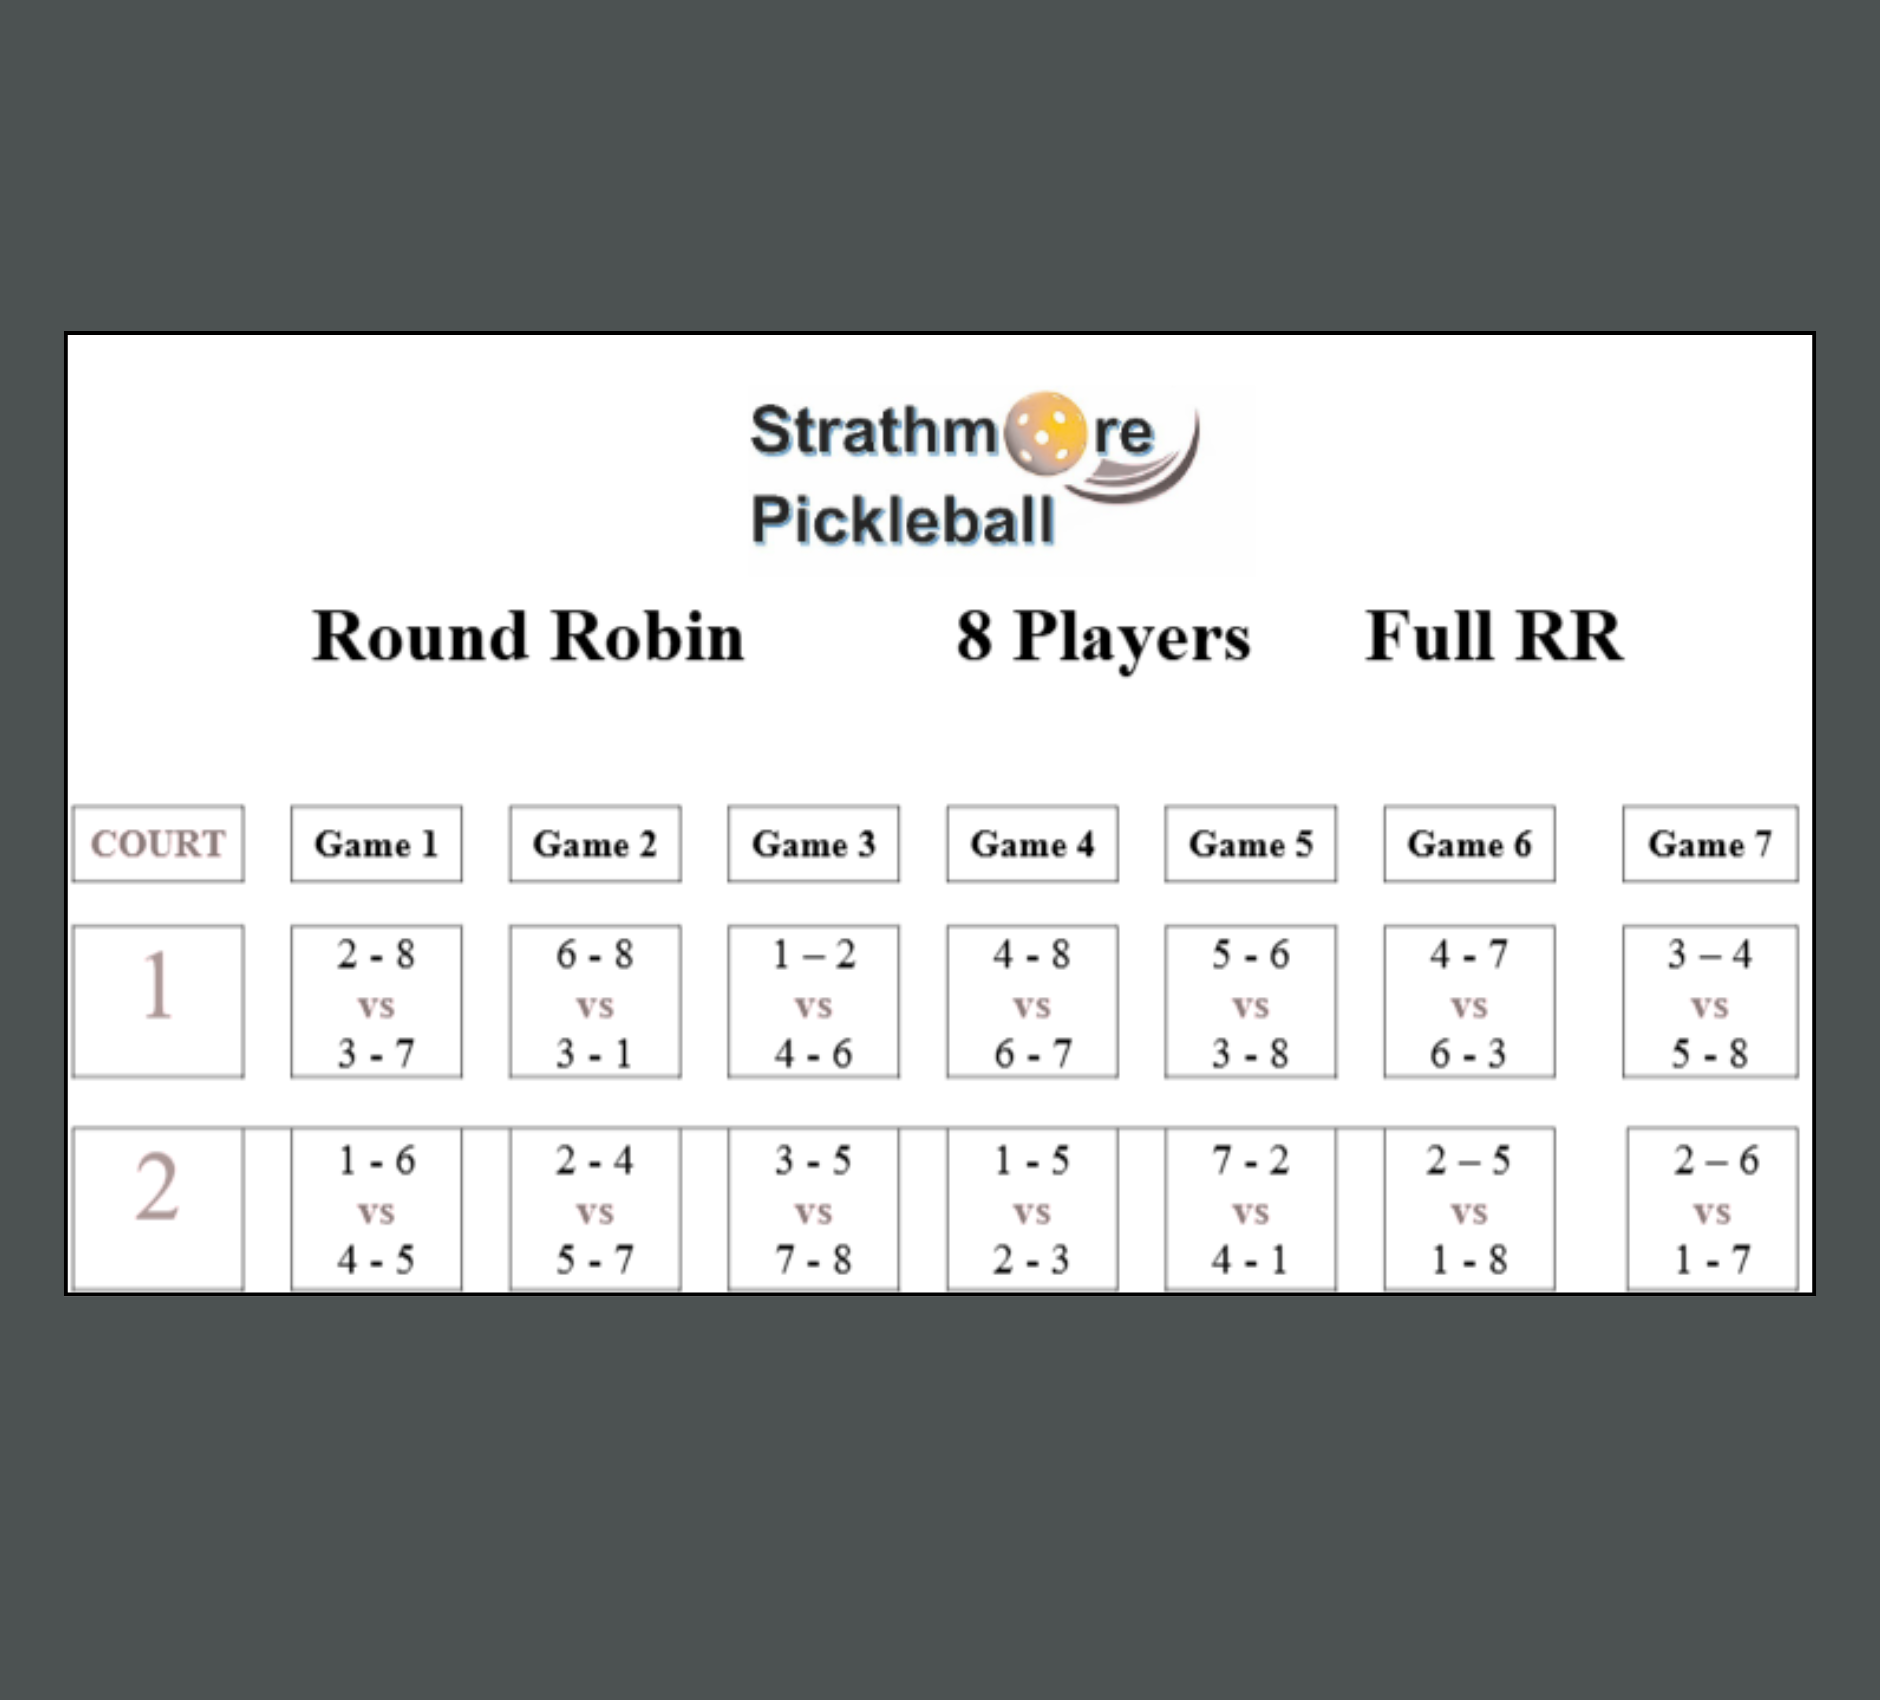 Strathmore
Pickleball
Round Robin 8 Players Full RR
COURT Game 1 Game 2 Game 3 Game 4 Game 5 Game 6 Game 7
1 2 - 8 6 - 8 1 – 2 4 - 8 5 - 6 4 - 7 3 – 4
vs vs vs vs vs vs vs
3 - 7 3 - 1 4 - 6 6 - 7 3 - 8 6 - 3 5 - 8
2 1 - 6 2 - 4 3 - 5 1 - 5 7 - 2 2 – 5 2 – 6
vs vs vs vs vs vs vs
4 - 5 5 - 7 7 - 8 2 - 3 4 - 1 1 - 8 1 - 7